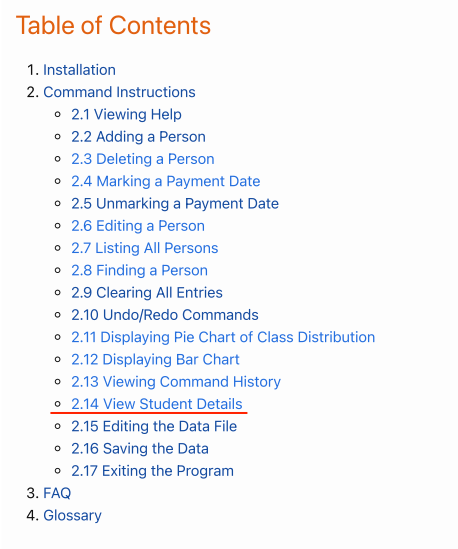 Table of Contents
1. Installation
2. Command Instructions
2.1 Viewing Help
2.2 Adding a Person
2.3 Deleting a Person
2.4 Marking a Payment Date
2.5 Unmarking a Payment Date
2.6 Editing a Person
2.7 Listing All Persons
2.8 Finding a Person
2.9 Clearing All Entries
2.10 Undo/Redo Commands
2.11 Displaying Pie Chart of Class Distribution
2.12 Displaying Bar Chart
2.13 Viewing Command History
2.14 View Student Details
2.15 Editing the Data File
2.16 Saving the Data
2.17 Exiting the Program
3. FAQ
4. Glossary